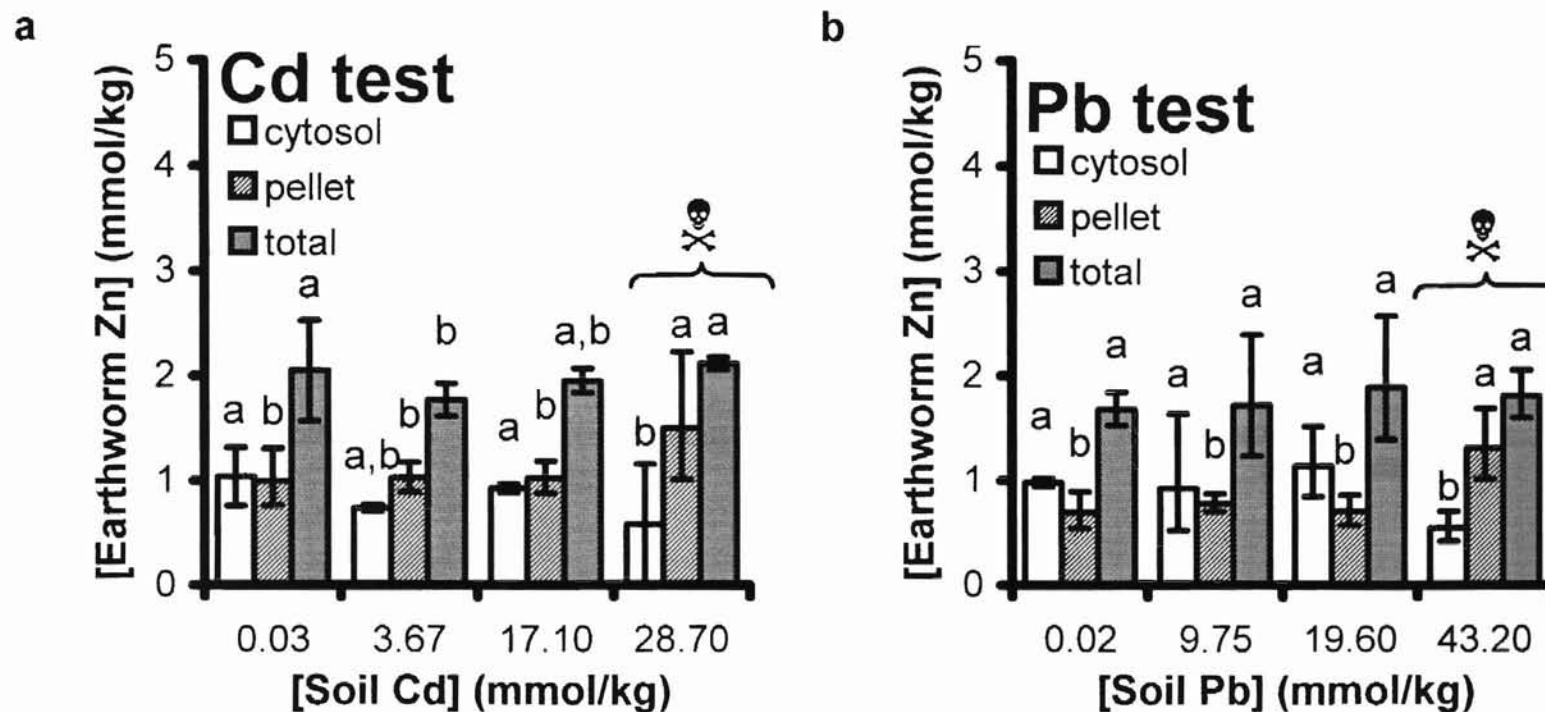 a
Cd test
cytosol
pellet
total
5
4
3
2
1
0
[Earthworm Zn] (mmol/kg)
a b a
a,b b b
a b a,b
b a a
0.03 3.67 17.10 28.70
[Soil Cd] (mmol/kg)
b
Pb test
cytosol
pellet
total
5
4
3
2
1
0
[Earthworm Zn] (mmol/kg)
a b a
a b a
a b a
b a a
0.02 9.75 19.60 43.20
[Soil Pb] (mmol/kg)